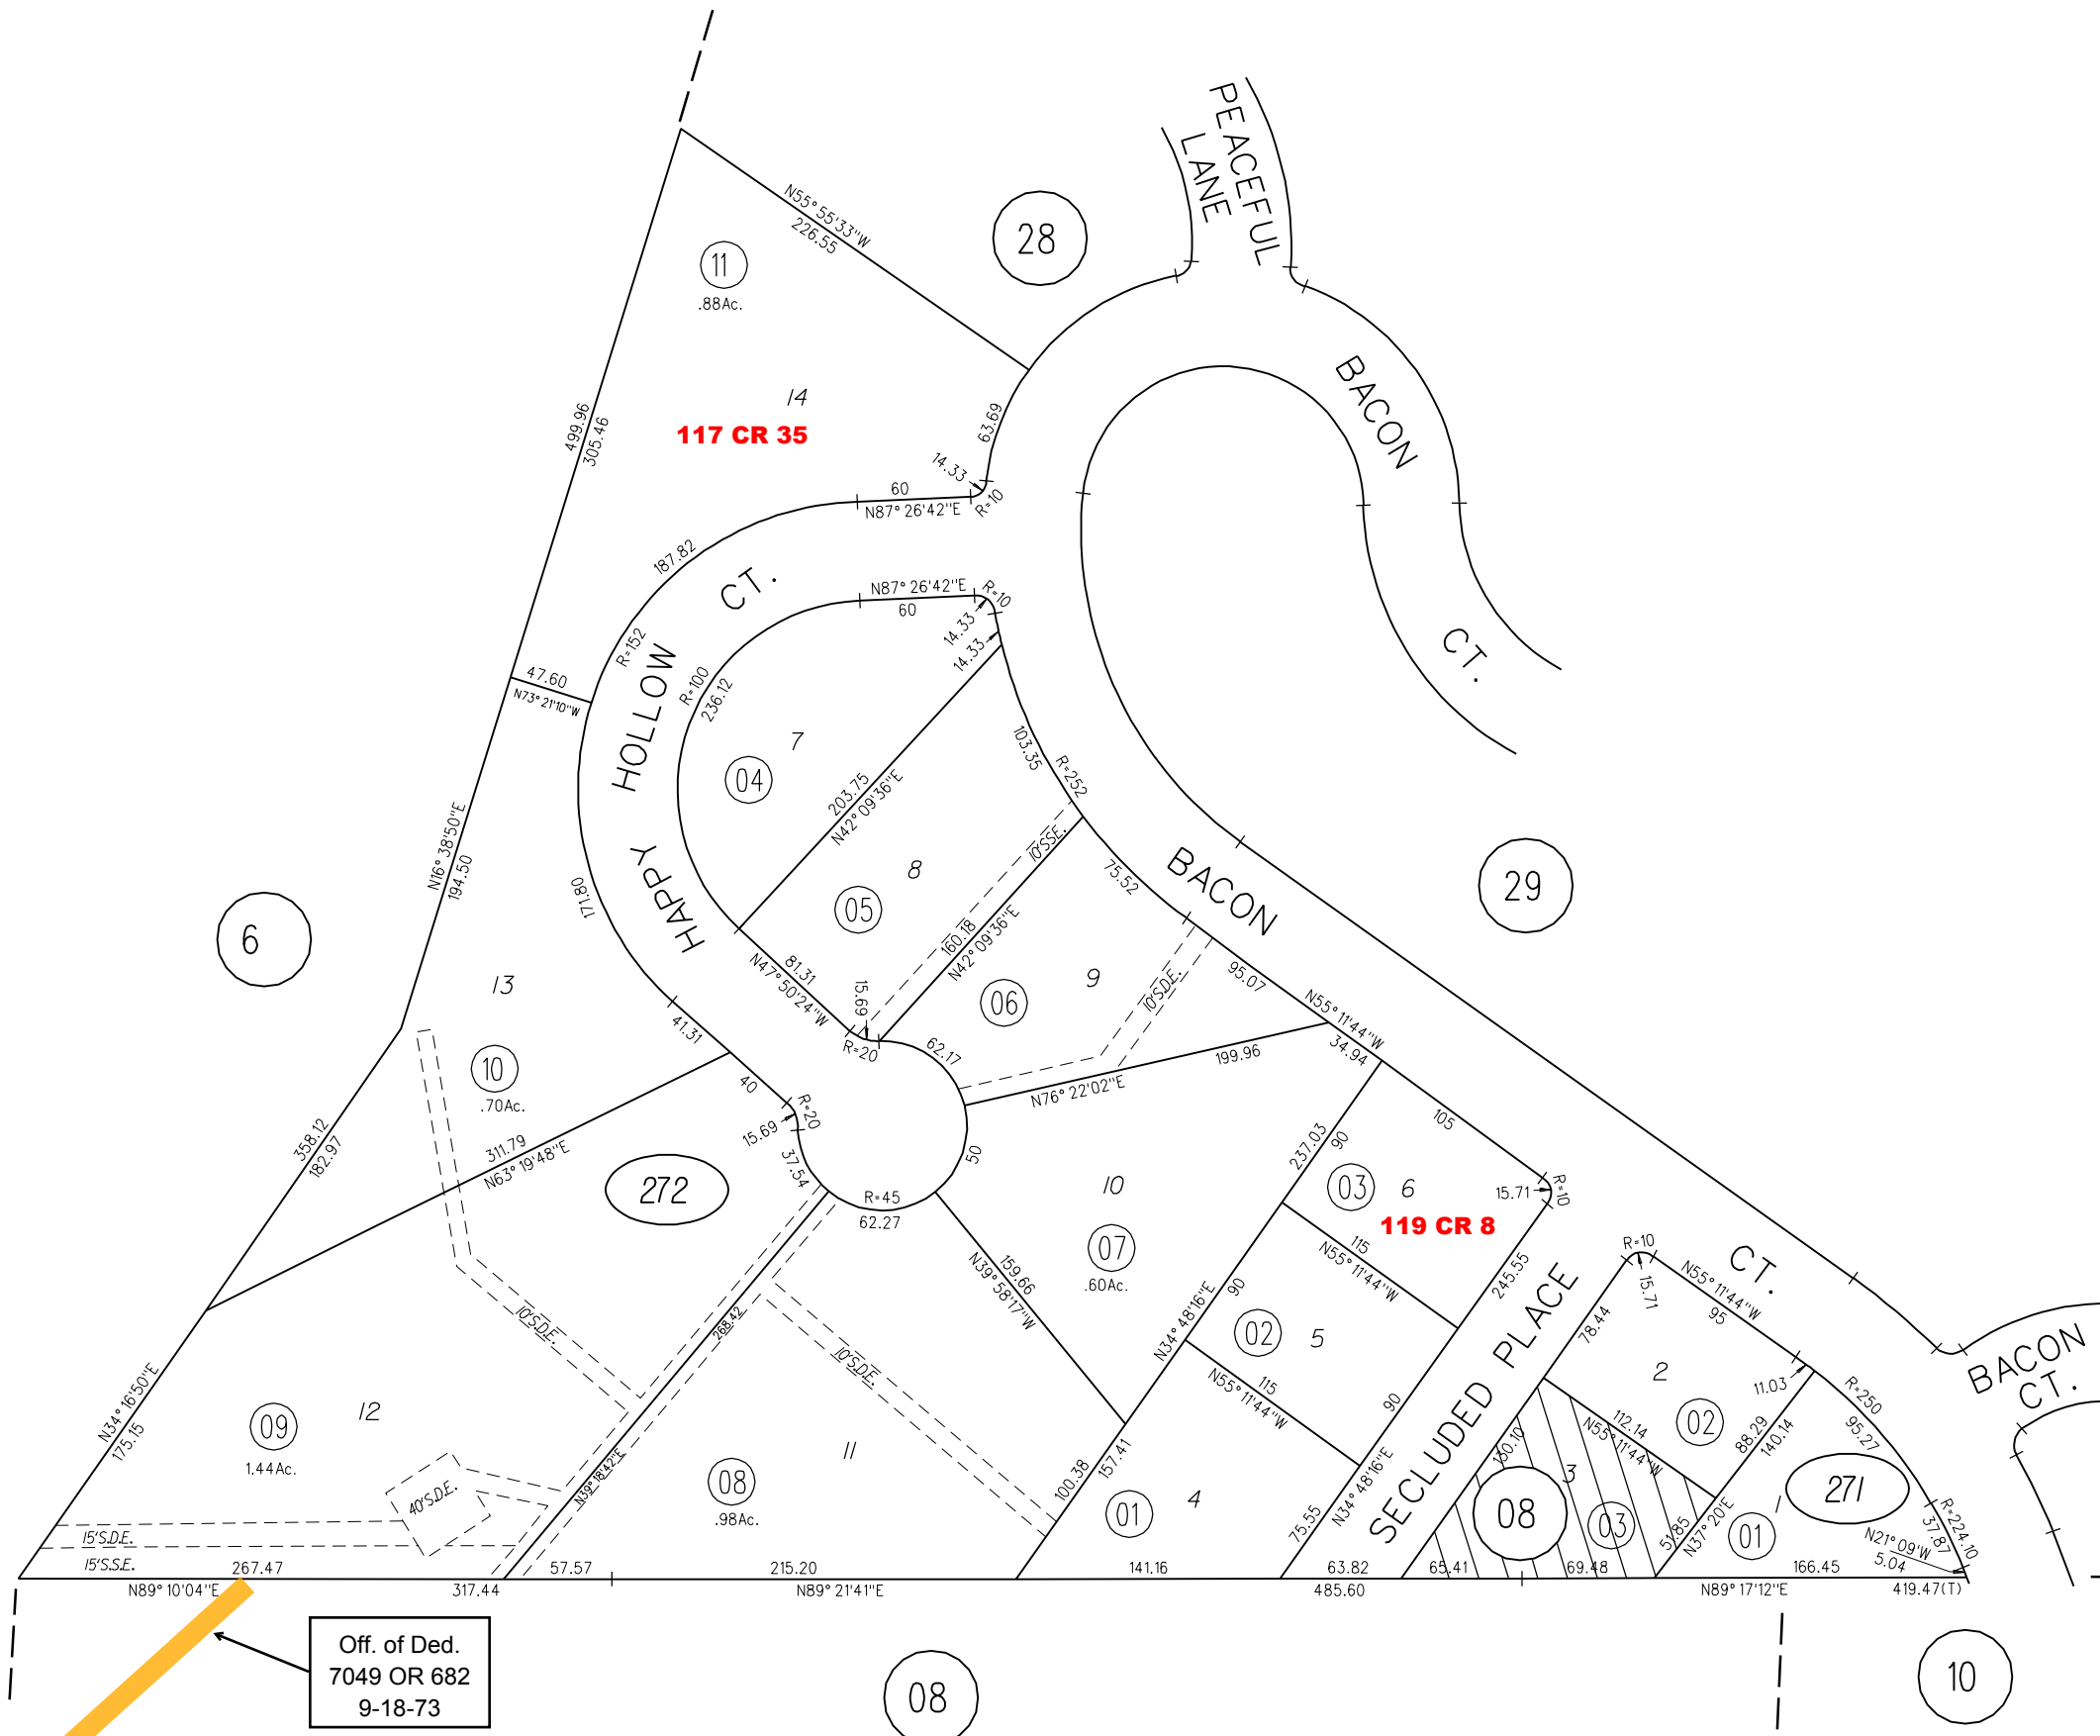 PEACEFUL
LANE
N55° 55'33"W
226.55
28
11
.88Ac.
14
117 CR 35
499.96
305.46
63.69
14.33
R=10
60
N87° 26'42"E
BACON
CT.
187.82
R=152
HAPPY HOLLOW CT.
N87° 26'42"E
60
R=10
14.33
14.33
47.60
N73° 21'10"W
R=100
236.12
7
04
203.75
N42° 09'36"E
103.35
R=252
N16° 38'50"E
194.50
171.80
8
05
10'SSE.
160.18
N42° 09'36"E
75.52
BACON
29
6
13
10
.70Ac.
81.31
N47° 50'24"W
15.69
R=20
62.17
9
06
10'S.D.E.
95.07
N55° 11'44"W
34.94
41.31
40
R=20
15.69
37.54
199.96
N76° 22'02"E
50
R=45
62.27
358.12
182.97
311.79
N63° 19'48"E
272
10
07
.60Ac.
237.03
90
105
03
6
119 CR 8
15.71
R=10
115
N55° 11'44"W
245.55
159.66
N39° 58'17"W
N34° 48'16"E
90
02
5
115
N55° 11'44"W
90
SECLUDED PLACE
R=10
15.71
N55° 11'44"W
95
CT.
78.44
2
02
11.03
R=250
95.27
BACON
CT.
10'S.D.E.
268.42
N39° 18'42"E
10'S.D.E.
N34° 16'50"E
175.15
09
1.44Ac.
12
40'S.D.E.
15'S.D.E.
15'S.S.E.
08
.98Ac.
11
100.38
157.41
01
4
75.55
N34° 48'16"E
130.10
3
08
03
112.14
N55° 11'44"W
88.29
140.14
51.85
N37° 20'E
271
01
1
R=224.10
37.87
N21° 09'W
5.04
267.47
57.57
215.20
141.16
63.82
65.41
69.48
166.45
N89° 10'04"E
317.44
N89° 21'41"E
485.60
N89° 17'12"E
419.47(T)
Off. of Ded.
7049 OR 682
9-18-73
08
10